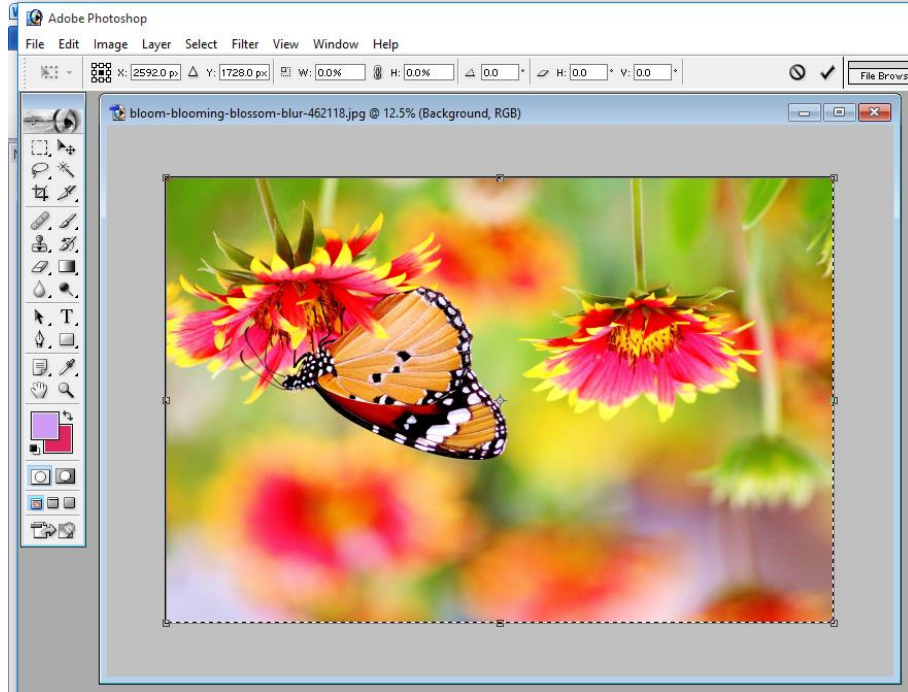 Adobe Photoshop
File Edit Image Layer Select Filter View Window Help
X: 2592.0 p Y: 1728.0 px W: 0.0% H: 0.0% 0.0 ° H: 0.0 ° V: 0.0 ° File Brows
bloom-blooming-blossom-blur-462118.jpg @ 12.5% (Background, RGB)
T